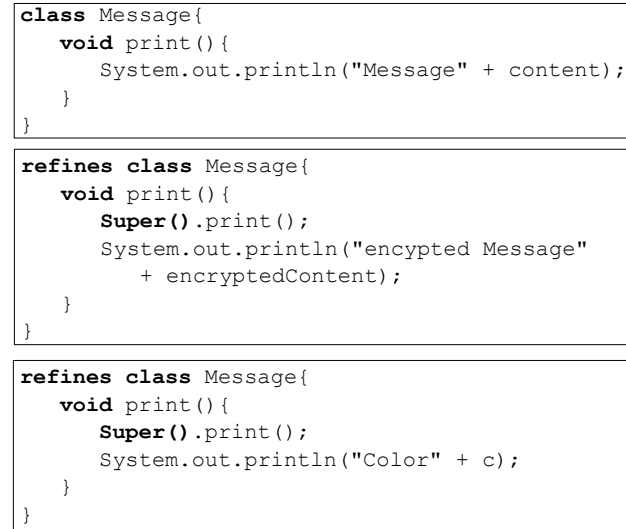 class Message{
void print(){
System.out.println("Message" + content);
}
}
refines class Message{
void print(){
Super().print();
System.out.println("encypted Message"
+ encryptedContent);
}
}
refines class Message{
void print(){
Super().print();
System.out.println("Color" + c);
}
}